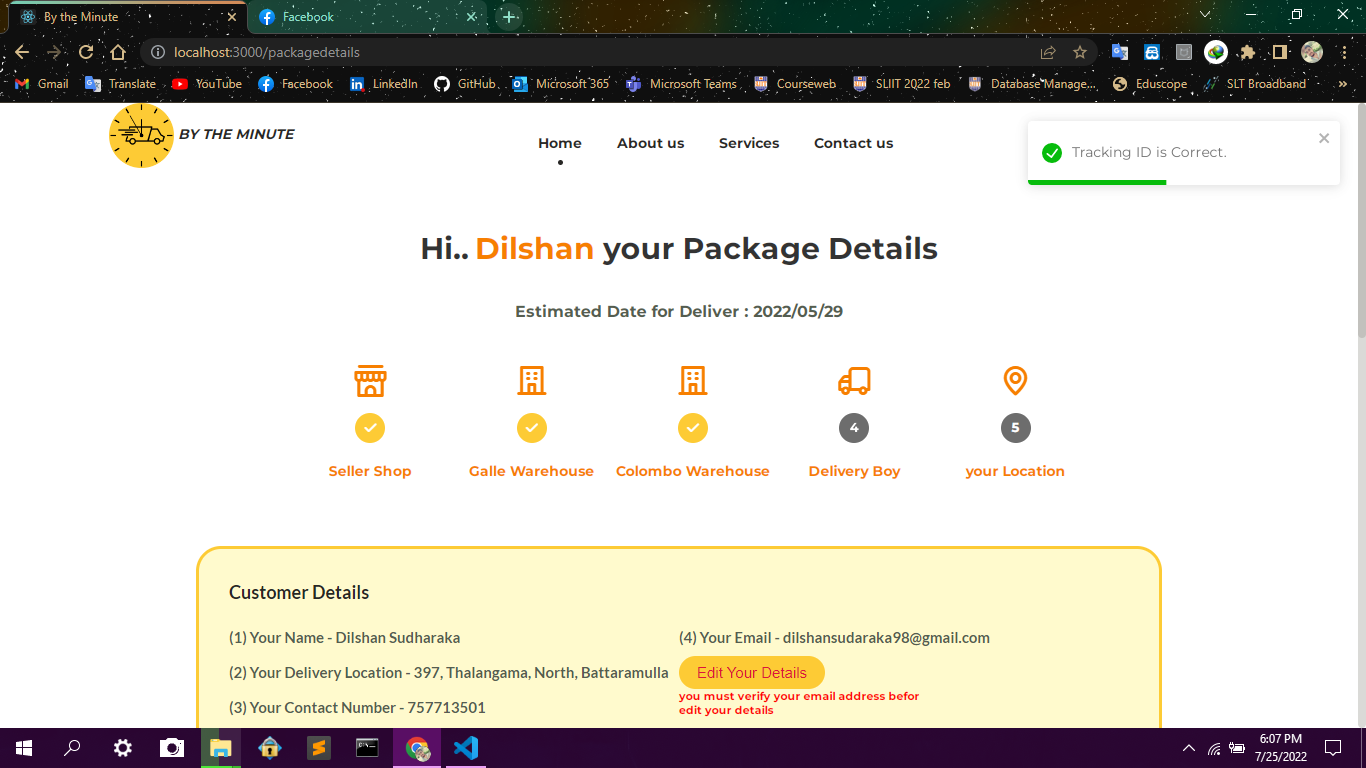 By the Minute
Facebook
localhost:3000/packagedetails
Gmail Translate YouTube Facebook LinkedIn GitHub Microsoft 365 Microsoft Teams Courseweb SLIIT 2022 feb Database Manage... Eduscope SLT Broadband »
BY THE MINUTE
Home About us Services Contact us
Tracking ID is Correct.
Hi.. Dilshan your Package Details
Estimated Date for Deliver : 2022/05/29
4 5
Seller Shop Galle Warehouse Colombo Warehouse Delivery Boy your Location
Customer Details
(1) Your Name - Dilshan Sudharaka
(2) Your Delivery Location - 397, Thalangama, North, Battaramulla
(3) Your Contact Number - 757713501
(4) Your Email - dilshansudaraka98@gmail.com
Edit Your Details
you must verify your email address befor
edit your details
6:07 PM
7/25/2022